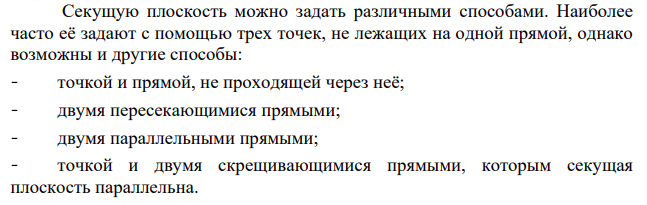 Секущую плоскость можно задать различными способами. Наиболее
часто её задают с помощью трех точек, не лежащих на одной прямой, однако
возможны и другие способы:
- точкой и прямой, не проходящей через неё;
- двумя пересекающимися прямыми;
- двумя параллельными прямыми;
- точкой и двумя скрещивающимися прямыми, которым секущая
плоскость параллельна.